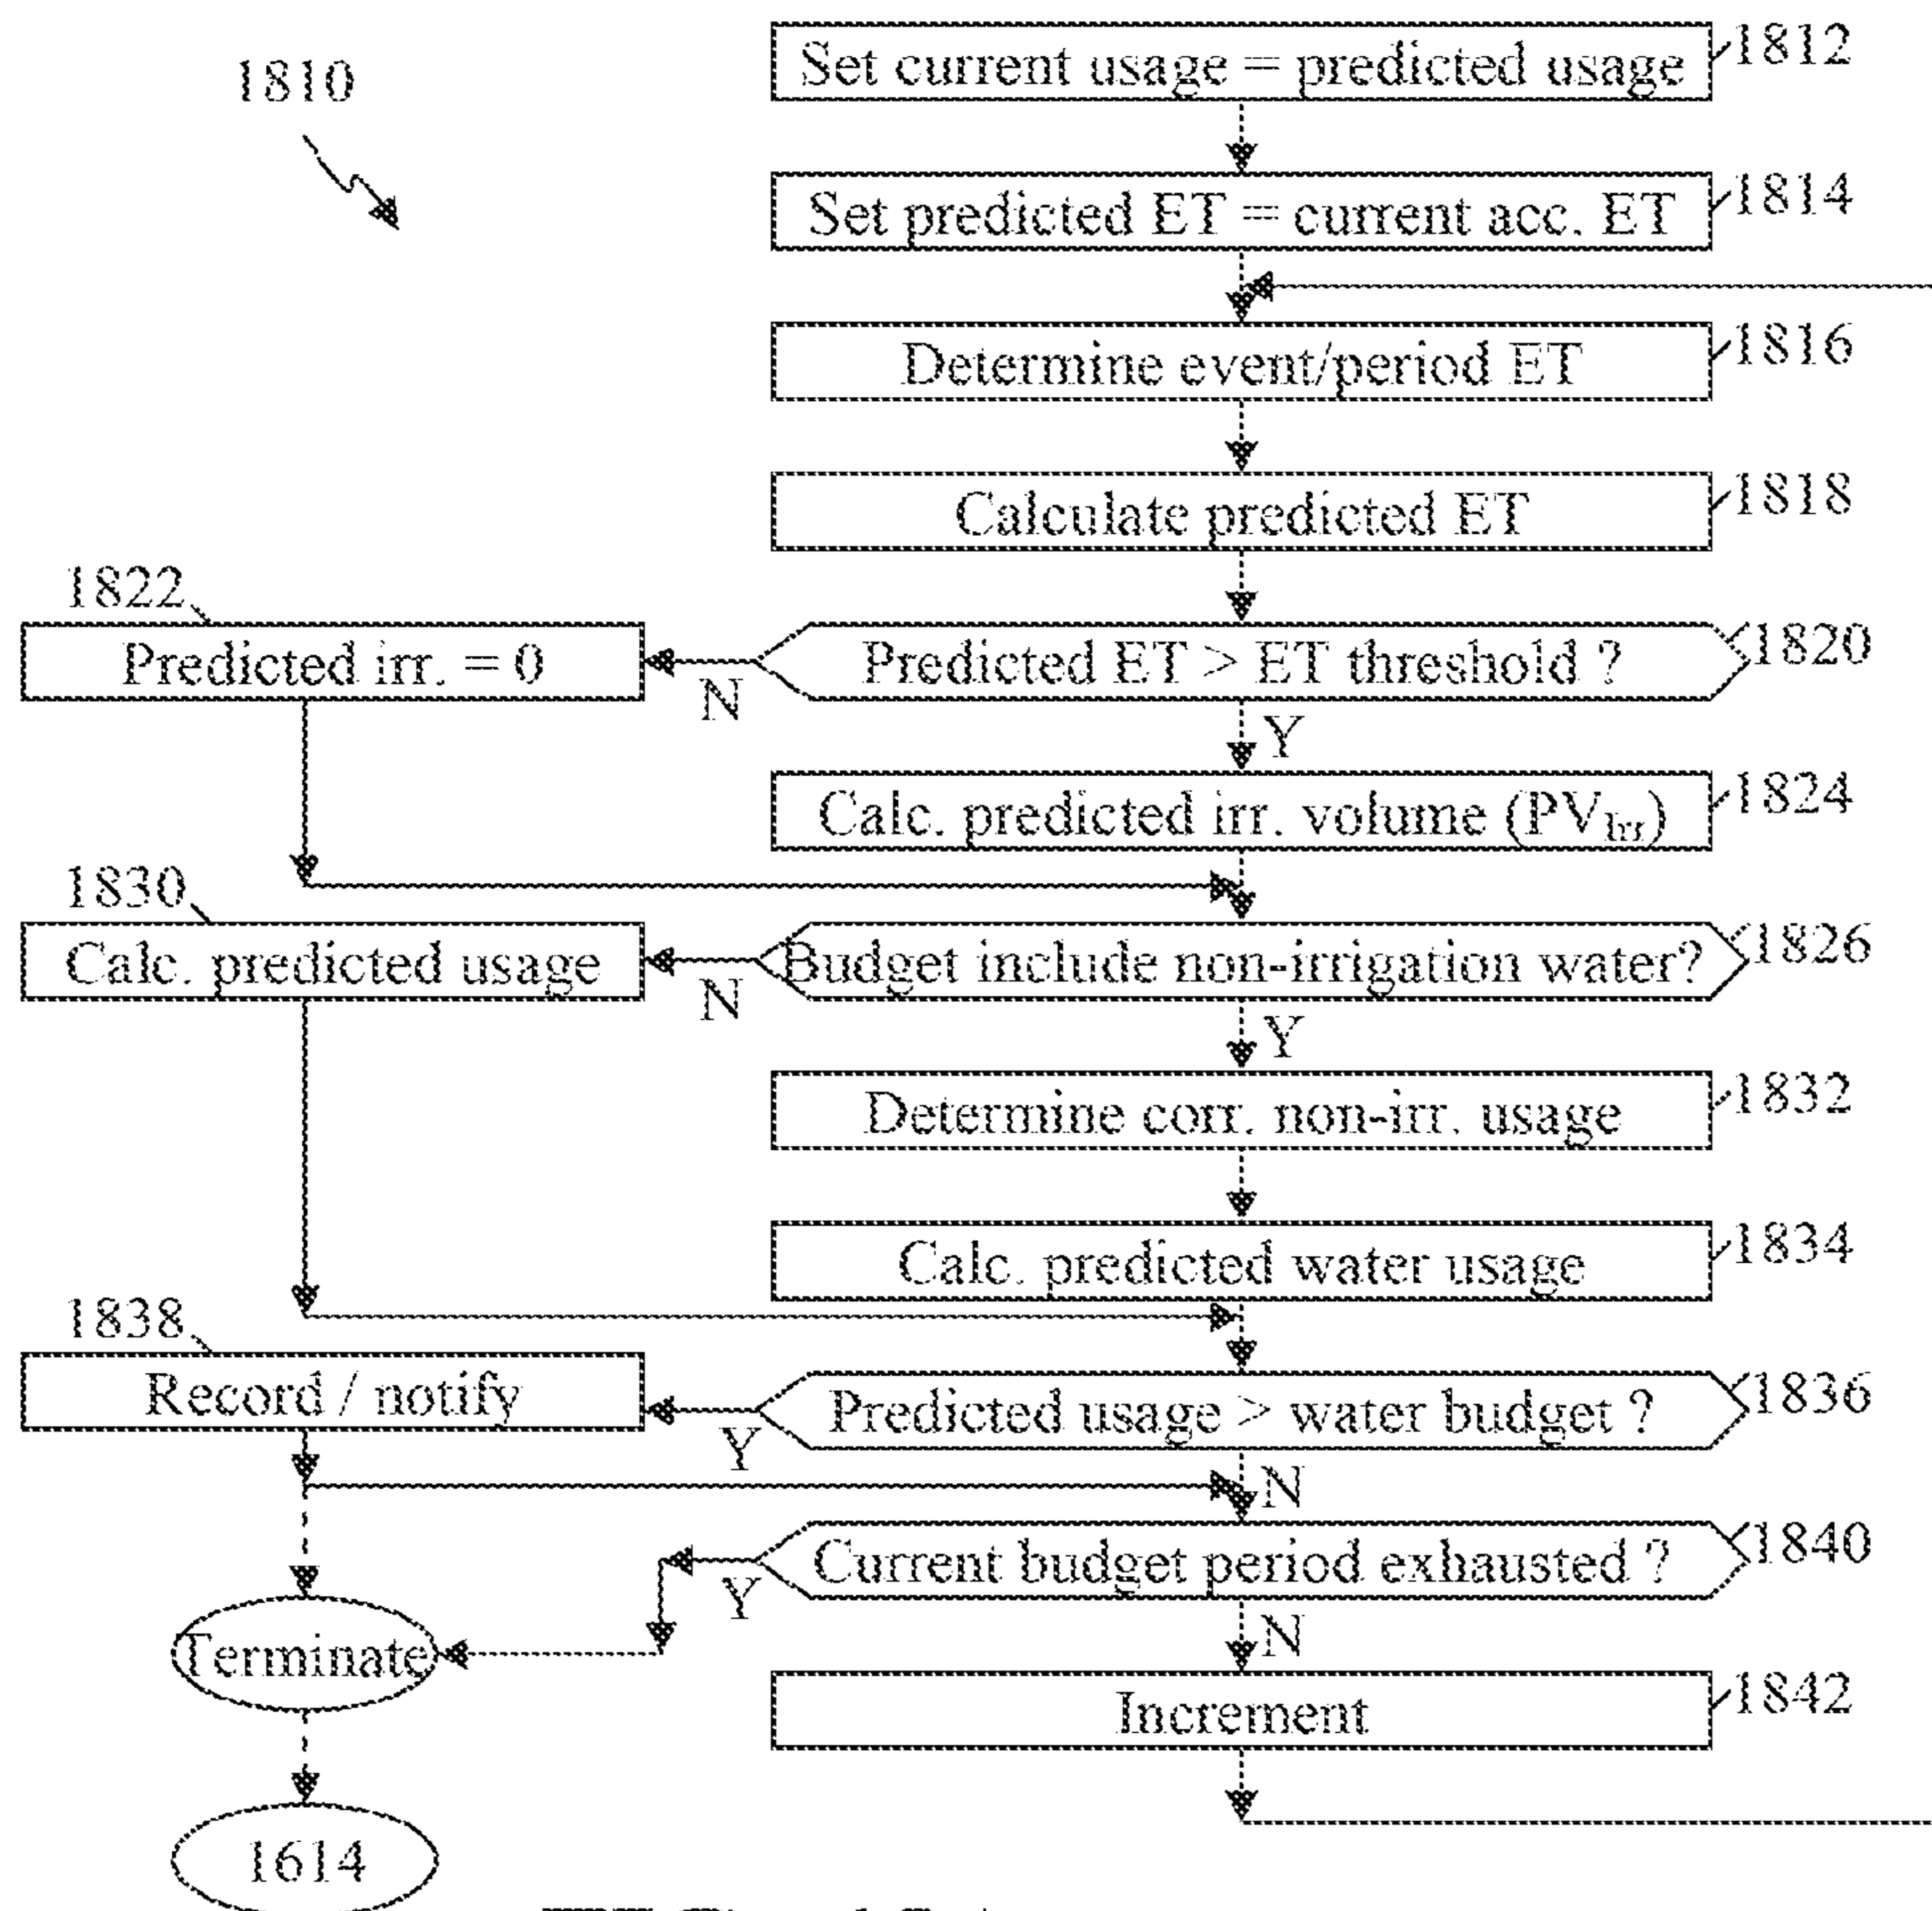 1810
Set current usage = predicted usage
1812
Set predicted ET = current acc. ET
1814
Determine event/period ET
1816
Calculate predicted ET
1818
1822
Predicted irr. = 0
N
Predicted ET > ET threshold ?
1820
Y
Calc. predicted irr. volume (PVIrr)
1824
1830
Calc. predicted usage
N
Budget include non-irrigation water?
1826
Y
Determine corr. non-irr. usage
1832
Calc. predicted water usage
1834
1838
Record / notify
Y
Predicted usage > water budget ?
1836
N
Current budget period exhausted ?
1840
Y
N
Terminate
Increment
1842
1614